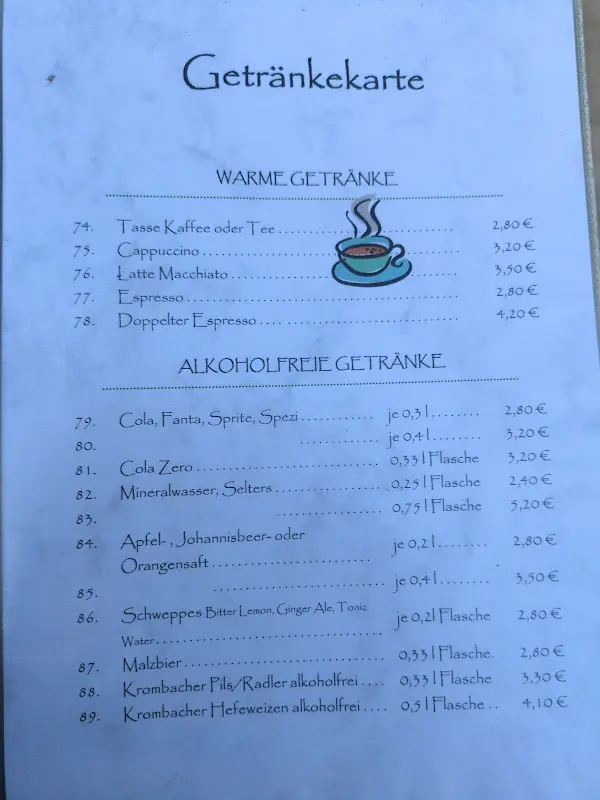 Getränkekarte
WARME GETRÄNKE
74. Tasse Kaffee oder Tee 2,80 €
75. Cappuccino 3,20 €
76. Latte Macchiato 3,50 €
77. Espresso 2,80 €
78. Doppelter Espresso 4,20 €
ALKOHOLFREIE GETRÄNKE
79. Cola, Fanta, Sprite, Spezi je 0,3 l 2,80 €
80. je 0,4 l 3,20 €
81. Cola Zero 0,33 l Flasche 3,20 €
82. Mineralwasser, Selters 0,25 l Flasche 2,40 €
83. 0,75 l Flasche 5,20 €
84. Apfel- , Johannisbeer- oder
Orangensaft je 0,2 l 2,80 €
85. je 0,4 l 3,50 €
86. Schweppes Bitter Lemon, Ginger Ale, Tonic
Water je 0,2l Flasche 2,80 €
87. Malzbier 0,33 l Flasche. 2,80 €
88. Krombacher Pils/Radler alkoholfrei 0,33 l Flasche 3,30 €
89. Krombacher Hefeweizen alkoholfrei 0,5 l Flasche 4,10 €